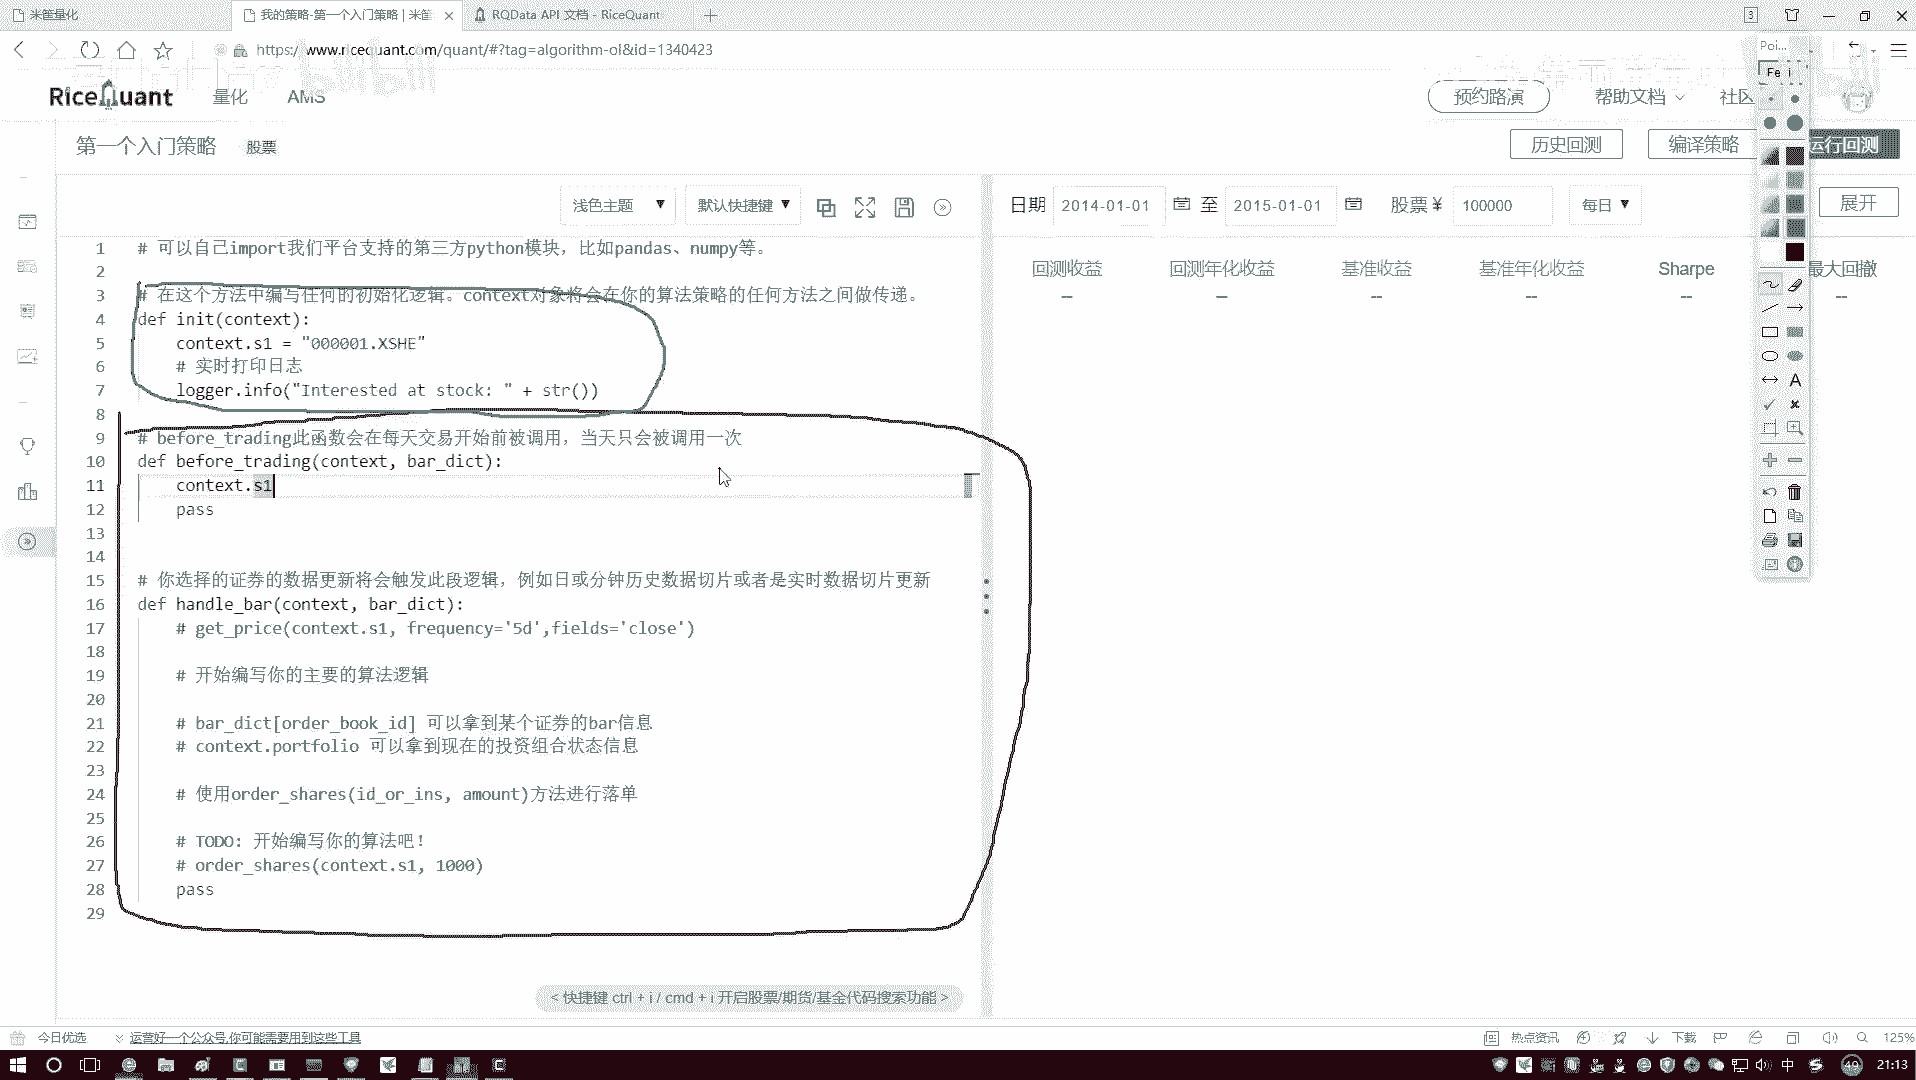 米筐量化
我的策略-第一个入门策略 | 米筐
RQData API 文档 - RiceQuant
3
https://www.ricequant.com/quant/#?tag=algorithm-ol&id=1340423
Poi...
RiceQuant
量化
AMS
预约路演
帮助文档
社区
第一个入门策略
股票
历史回测
编译策略
运行回测
浅色主题
默认快捷键
日期
2014-01-01
至
2015-01-01
股票 ¥
100000
每日
展开
回测收益
回测年化收益
基准收益
基准年化收益
Sharpe
最大回撤
--
--
--
--
--
--
1 # 可以自己import我们平台支持的第三方python模块，比如pandas、numpy等。
2
3 # 在这个方法中编写任何的初始化逻辑。context对象将会在你的算法策略的任何方法之间做传递。
4 def init(context):
5 context.s1 = "000001.XSHE"
6 # 实时打印日志
7 logger.info("Interested at stock: " + str())
8
9 # before_trading此函数会在每天交易开始前被调用，当天只会被调用一次
10 def before_trading(context, bar_dict):
11 context.s1
12 pass
13
14
15 # 你选择的证券的数据更新将会触发此段逻辑，例如日或分钟历史数据切片或者是实时数据切片更新
16 def handle_bar(context, bar_dict):
17 # get_price(context.s1, frequency='5d',fields='close')
18
19 # 开始编写你的主要的算法逻辑
20
21 # bar_dict[order_book_id] 可以拿到某个证券的bar信息
22 # context.portfolio 可以拿到现在的投资组合状态信息
23
24 # 使用order_shares(id_or_ins, amount)方法进行落单
25
26 # TODO: 开始编写你的算法吧！
27 # order_shares(context.s1, 1000)
28 pass
29
< 快捷键 ctrl + i / cmd + i 开启股票/期货/基金代码搜索功能 >
今日优选
运营好一个公众号,你可能需要用到这些工具
热点资讯
下载
125%
中
49
21:13